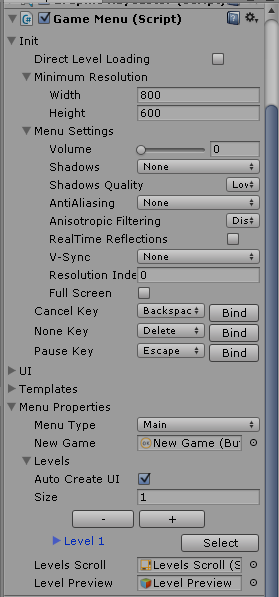 Game Menu (Script)
Init
Direct Level Loading
Minimum Resolution
Width 800
Height 600
Menu Settings
Volume 0
Shadows None
Shadows Quality Lov
AntiAliasing None
Anisotropic Filtering Dis
RealTime Reflections
V-Sync None
Resolution Inde 0
Full Screen
Cancel Key Backspac Bind
None Key Delete Bind
Pause Key Escape Bind
UI
Templates
Menu Properties
Menu Type Main
New Game New Game (Bu
Levels
Auto Create UI
Size 1
- +
Level 1 Select
Levels Scroll Levels Scroll (S
Level Preview Level Preview